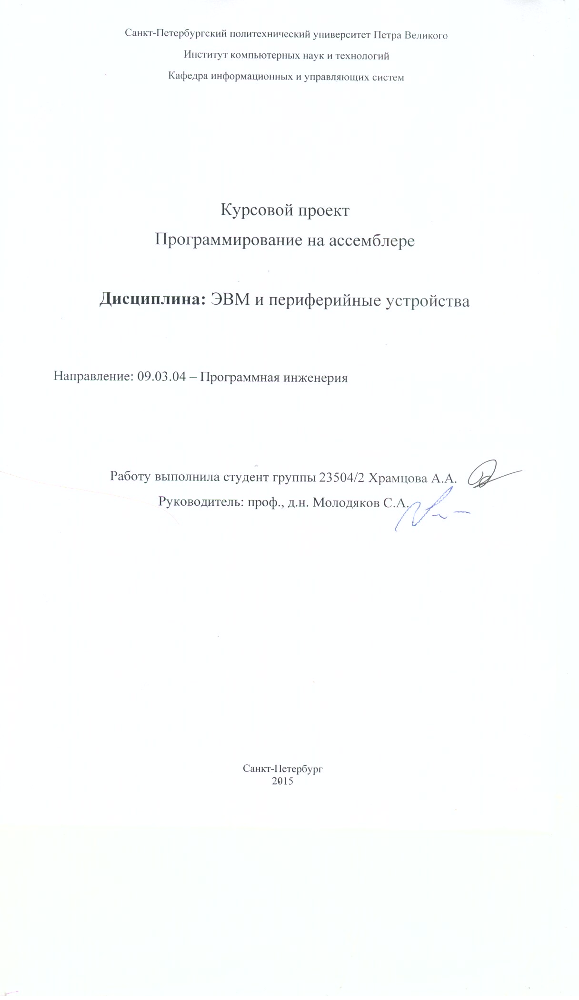 Санкт-Петербургский политехнический университет Петра Великого
Институт компьютерных наук и технологий
Кафедра информационных и управляющих систем
Курсовой проект
Программирование на ассемблере
Дисциплина: ЭВМ и периферийные устройства
Направление: 09.03.04 – Программная инженерия
Работу выполнила студент группы 23504/2 Храмцова А.А.
Руководитель: проф., д.н. Молодяков С.А.
Санкт-Петербург
2015